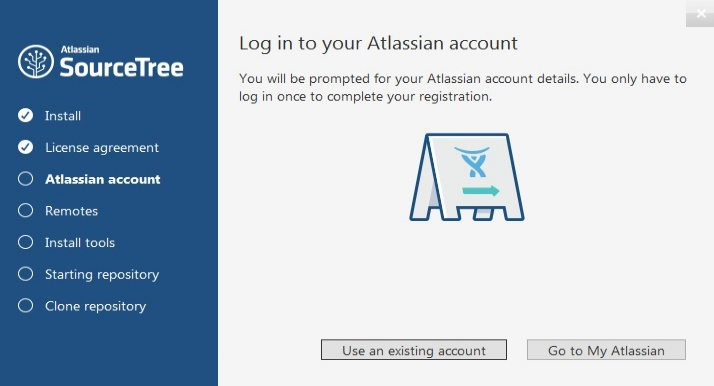 Atlassian
SourceTree
Install
License agreement
Atlassian account
Remotes
Install tools
Starting repository
Clone repository
Log in to your Atlassian account
You will be prompted for your Atlassian account details. You only have to
log in once to complete your registration.
Use an existing account
Go to My Atlassian